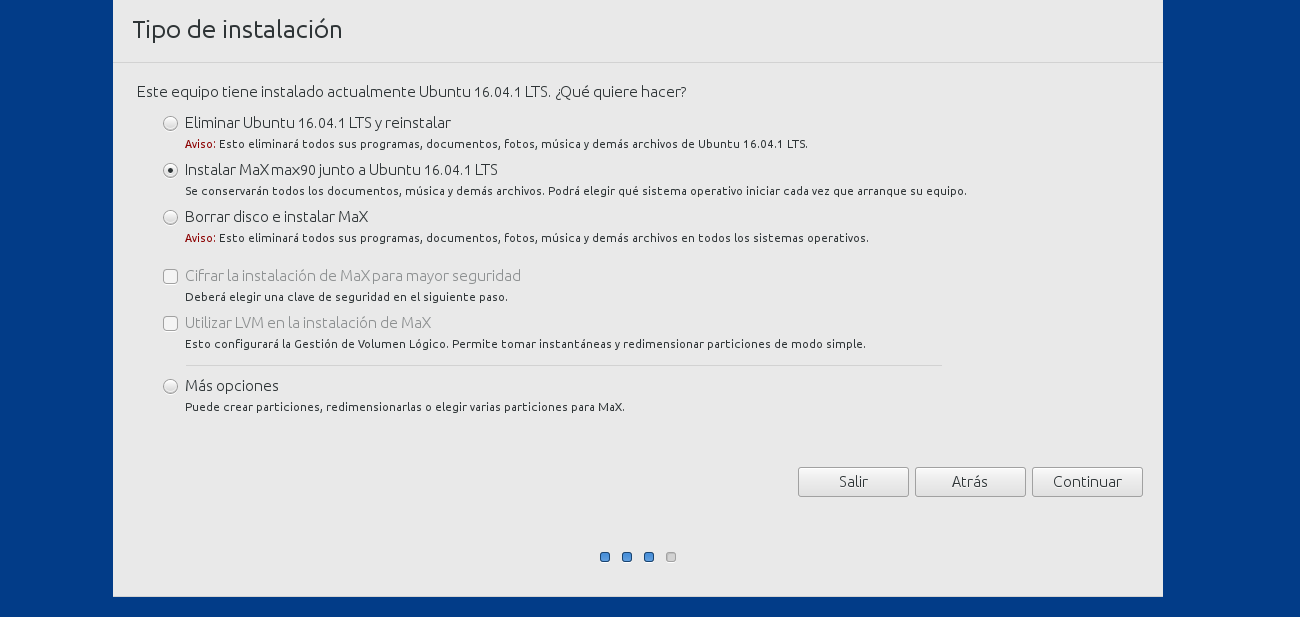 Tipo de instalación
Este equipo tiene instalado actualmente Ubuntu 16.04.1 LTS. ¿Qué quiere hacer?
Eliminar Ubuntu 16.04.1 LTS y reinstalar
Aviso: Esto eliminará todos sus programas, documentos, fotos, música y demás archivos de Ubuntu 16.04.1 LTS.
Instalar MaX max90 junto a Ubuntu 16.04.1 LTS
Se conservarán todos los documentos, música y demás archivos. Podrá elegir qué sistema operativo iniciar cada vez que arranque su equipo.
Borrar disco e instalar MaX
Aviso: Esto eliminará todos sus programas, documentos, fotos, música y demás archivos en todos los sistemas operativos.
Cifrar la instalación de MaX para mayor seguridad
Deberá elegir una clave de seguridad en el siguiente paso.
Utilizar LVM en la instalación de MaX
Esto configurará la Gestión de Volumen Lógico. Permite tomar instantáneas y redimensionar particiones de modo simple.
Más opciones
Puede crear particiones, redimensionarlas o elegir varias particiones para MaX.
Salir Atrás Continuar